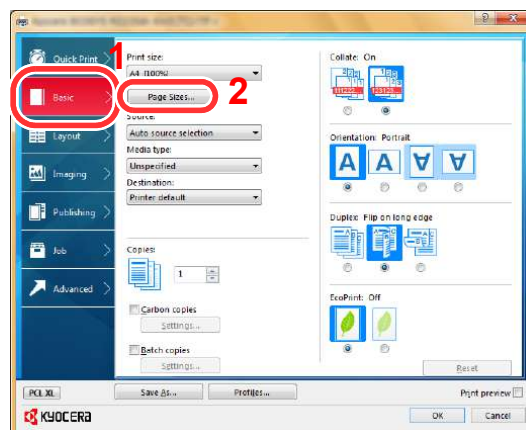 Quick Print
1
Basic
Layout
Imaging
Publishing
Job
Advanced
Print size:
A4 [100%]
Page Sizes...
2
Source:
Auto source selection
Media type:
Unspecified
Destination:
Printer default
Copies:
1
Carbon copies
Settings...
Batch copies
Settings...
Collate: On
111222
123123
Orientation: Portrait
A A A A
Duplex: Flip on long edge
EcoPrint: Off
Reset
PCL XL
Save As...
Profiles...
Print preview
KYOCERA
OK
Cancel